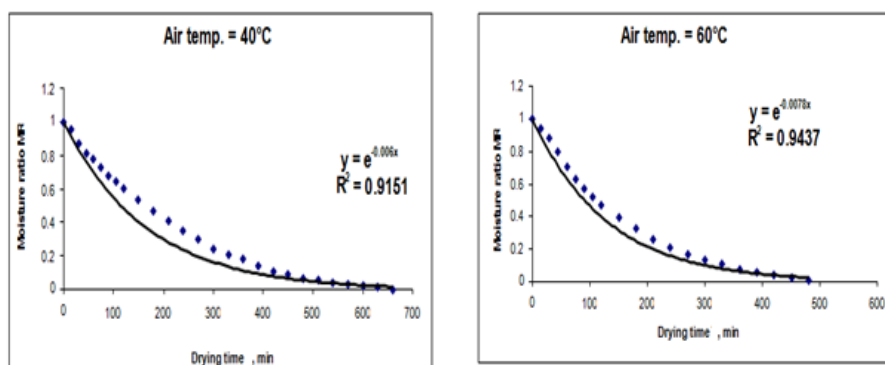 Air temp. = 40°C
1.2
1
0.8
0.6
0.4
0.2
0
Moisture ratio MR
y = e^-0.006x
R² = 0.9151
0 100 200 300 400 500 600 700
Drying time , min
Air temp. = 60°C
1.2
1
0.8
0.6
0.4
0.2
0
Moisture ratio MR
y = e^-0.0078x
R² = 0.9437
0 100 200 300 400 500 600
Drying time , min